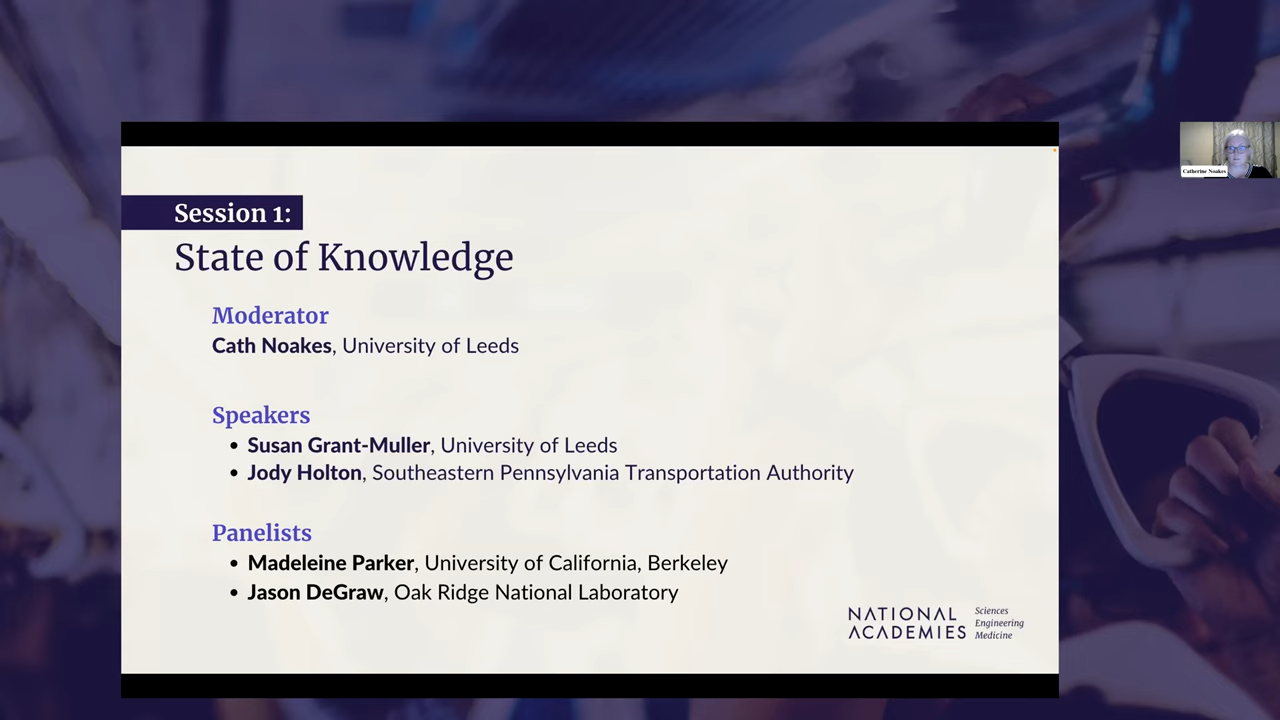 Session 1:
State of Knowledge
Moderator
Cath Noakes, University of Leeds
Speakers
• Susan Grant-Muller, University of Leeds
• Jody Holton, Southeastern Pennsylvania Transportation Authority
Panelists
• Madeleine Parker, University of California, Berkeley
• Jason DeGraw, Oak Ridge National Laboratory
NATIONAL
ACADEMIES
Sciences
Engineering
Medicine
Catherine Noakes